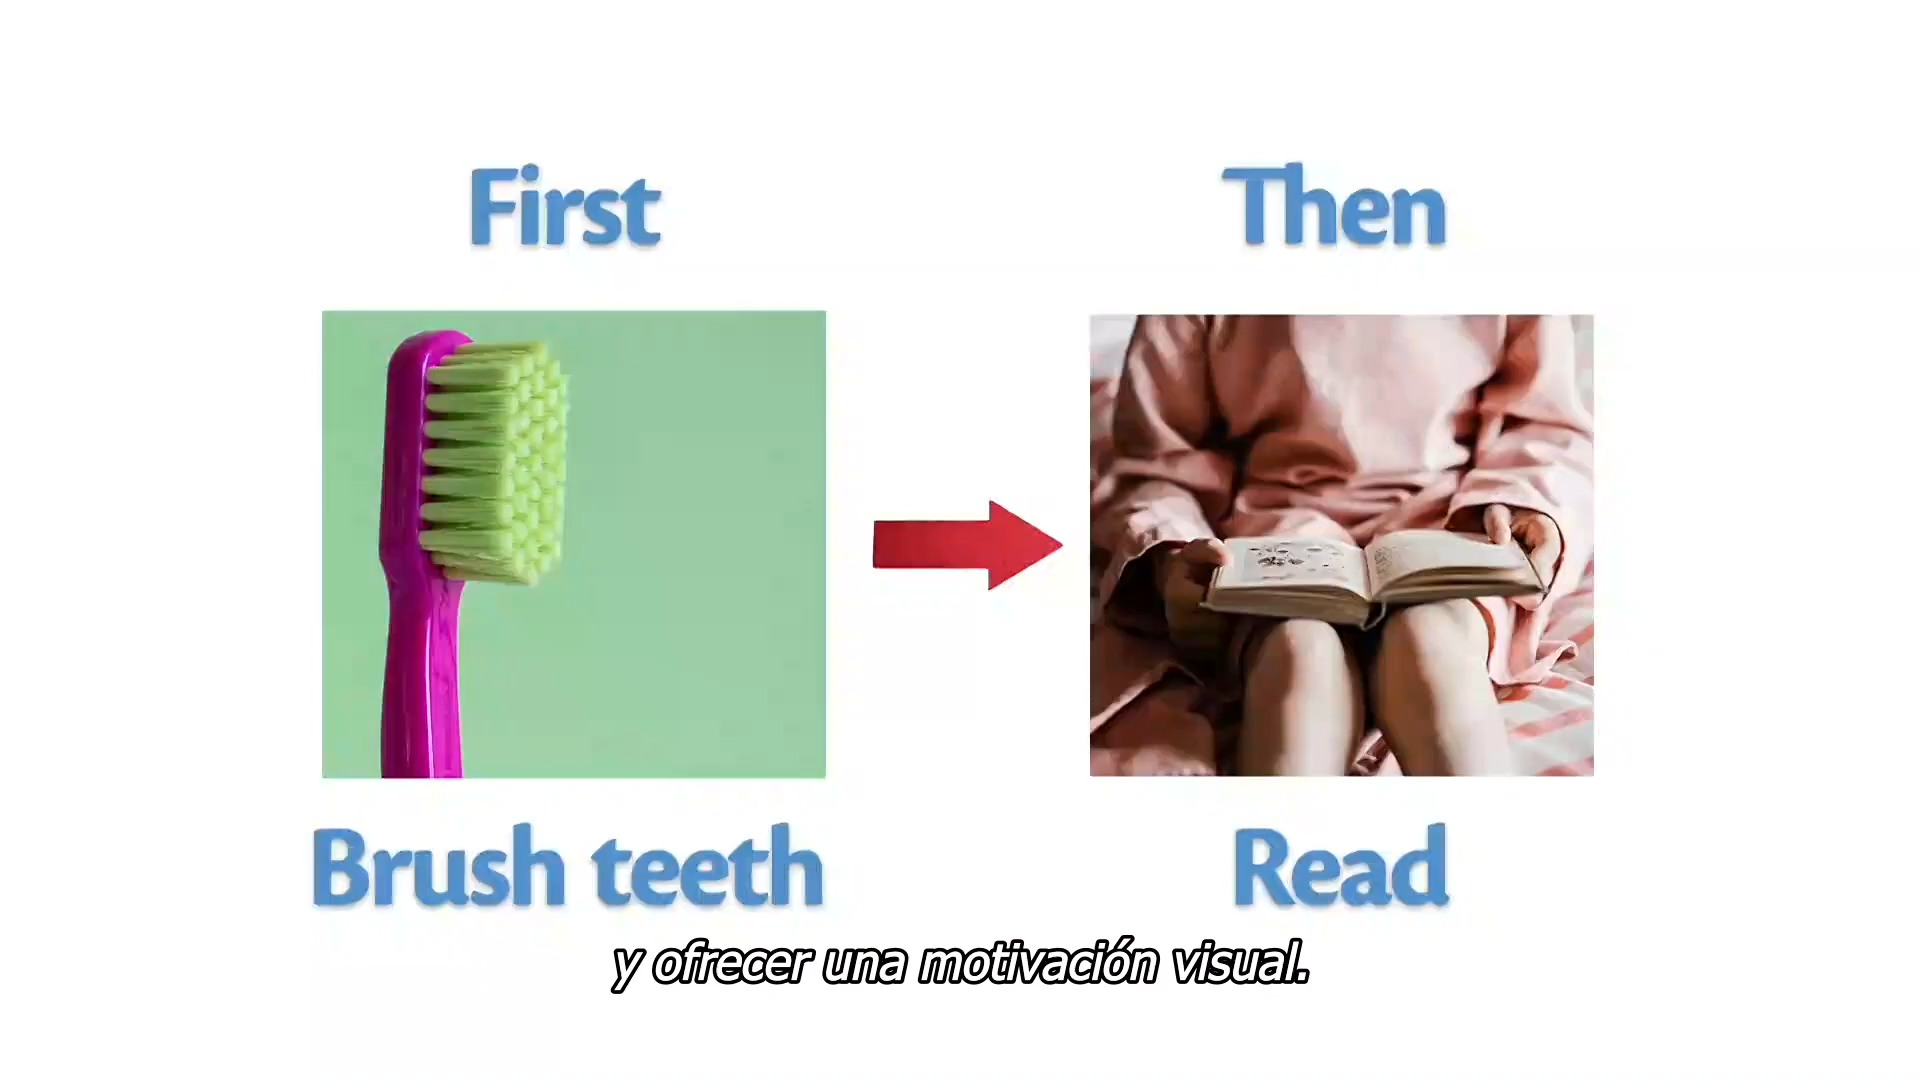 First
Then
Brush teeth
Read
y ofrecer una motivación visual.